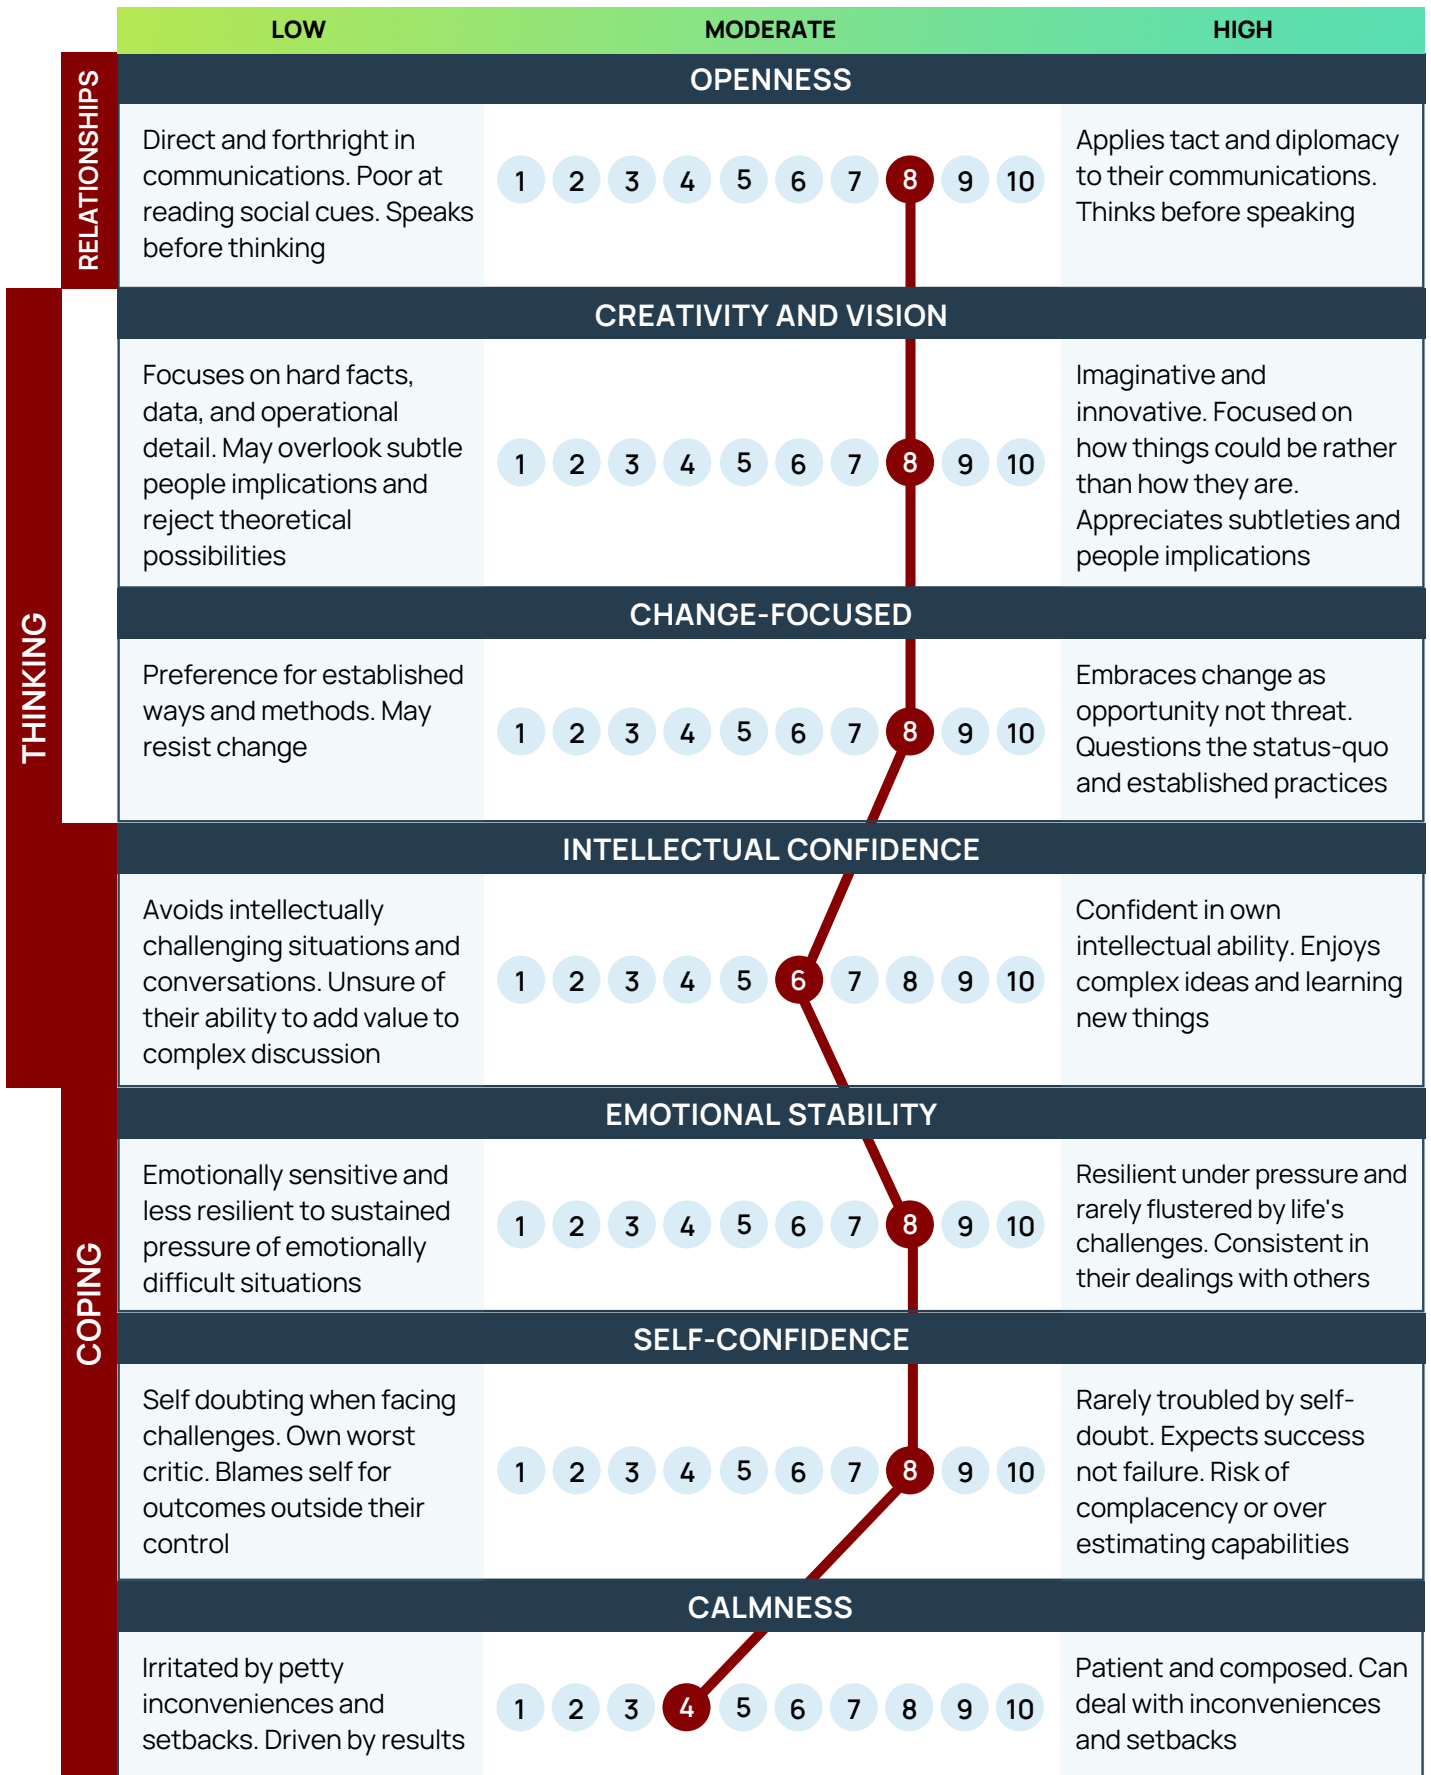 LOW MODERATE HIGH
RELATIONSHIPS
OPENNESS
Direct and forthright in
communications. Poor at
reading social cues. Speaks
before thinking
1 2 3 4 5 6 7 8 9 10
Applies tact and diplomacy
to their communications.
Thinks before speaking
THINKING
CREATIVITY AND VISION
Focuses on hard facts,
data, and operational
detail. May overlook subtle
people implications and
reject theoretical
possibilities
1 2 3 4 5 6 7 8 9 10
Imaginative and
innovative. Focused on
how things could be rather
than how they are.
Appreciates subtleties and
people implications
CHANGE-FOCUSED
Preference for established
ways and methods. May
resist change
1 2 3 4 5 6 7 8 9 10
Embraces change as
opportunity not threat.
Questions the status-quo
and established practices
COPING
INTELLECTUAL CONFIDENCE
Avoids intellectually
challenging situations and
conversations. Unsure of
their ability to add value to
complex discussion
1 2 3 4 5 6 7 8 9 10
Confident in own
intellectual ability. Enjoys
complex ideas and learning
new things
EMOTIONAL STABILITY
Emotionally sensitive and
less resilient to sustained
pressure of emotionally
difficult situations
1 2 3 4 5 6 7 8 9 10
Resilient under pressure and
rarely flustered by life's
challenges. Consistent in
their dealings with others
SELF-CONFIDENCE
Self doubting when facing
challenges. Own worst
critic. Blames self for
outcomes outside their
control
1 2 3 4 5 6 7 8 9 10
Rarely troubled by self-
doubt. Expects success
not failure. Risk of
complacency or over
estimating capabilities
CALMNESS
Irritated by petty
inconveniences and
setbacks. Driven by results
1 2 3 4 5 6 7 8 9 10
Patient and composed. Can
deal with inconveniences
and setbacks